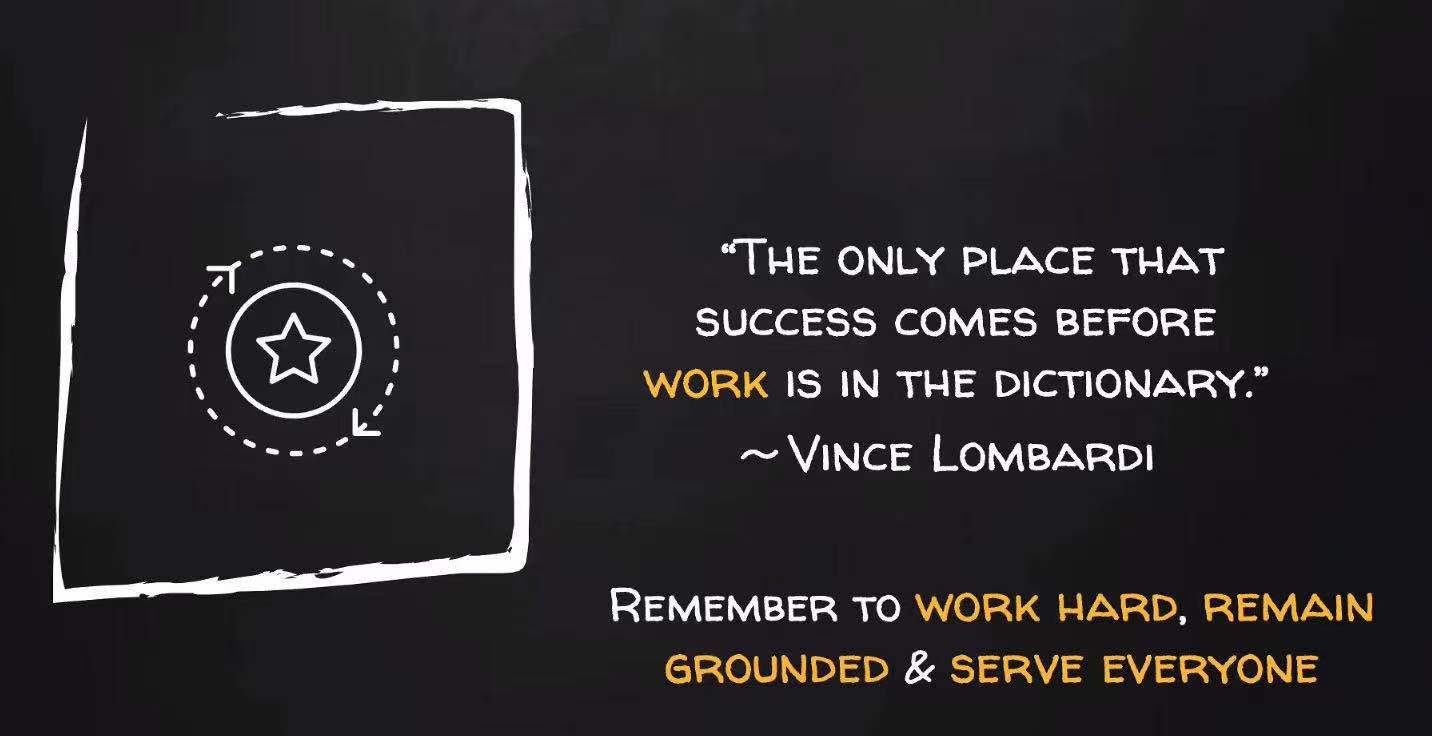 “The only place that
success comes before
work is in the dictionary.”
~ Vince Lombardi
Remember to work hard, remain
grounded & serve everyone